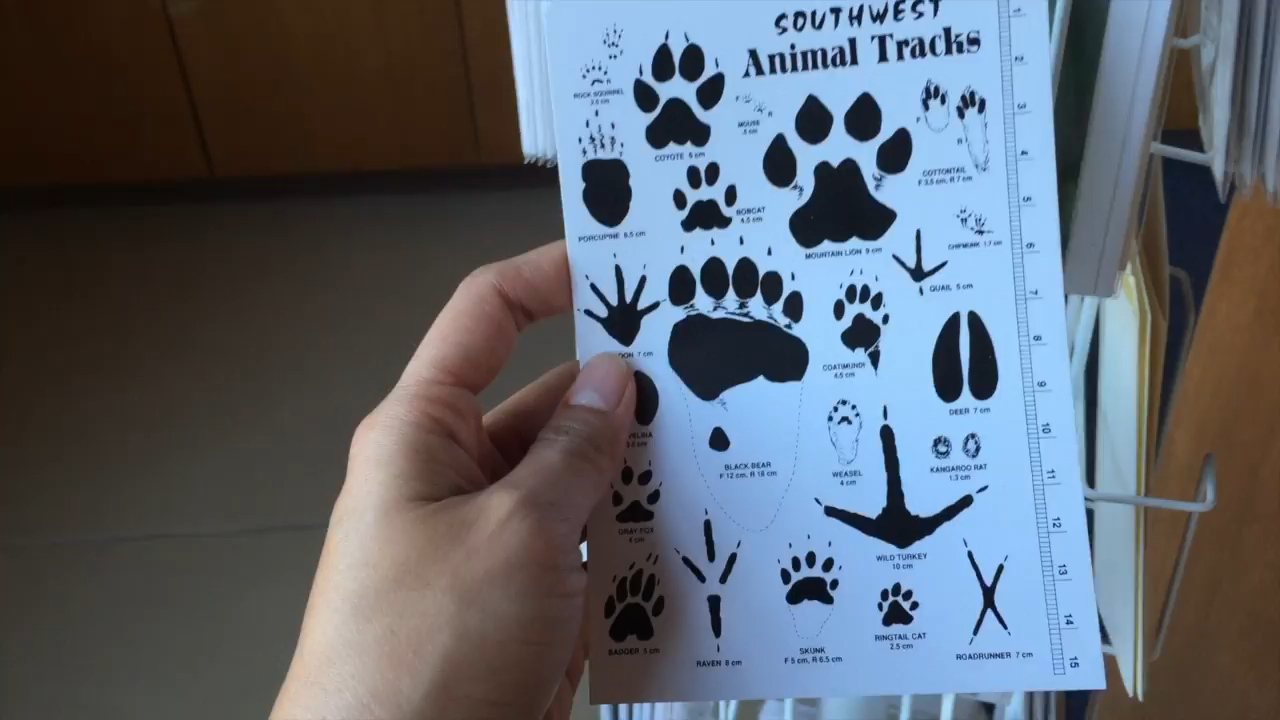 SOUTHWEST
Animal Tracks
ROCK SQUIRREL
COYOTE 6 cm
F
R
MOUSE
.5 cm
F
R
COTTONTAIL
F 3.5 cm, R 7 cm
PORCUPINE 8.5 cm
BOBCAT
4.5 cm
MOUNTAIN LION 9 cm
CHIPMUNK 1.7 cm
QUAIL 5 cm
OON 7 cm
COATIMUNDI
4.5 cm
DEER 7 cm
ELINA
BLACK BEAR
F 12 cm, R 18 cm
WEASEL
4 cm
KANGAROO RAT
1.3 cm
GRAY FOX
4 cm
WILD TURKEY
10 cm
BADGER 5 cm
RAVEN 8 cm
SKUNK
F 5 cm, R 6.5 cm
RINGTAIL CAT
2.5 cm
ROADRUNNER 7 cm
1
2
3
4
5
6
7
8
9
10
11
12
13
14
15